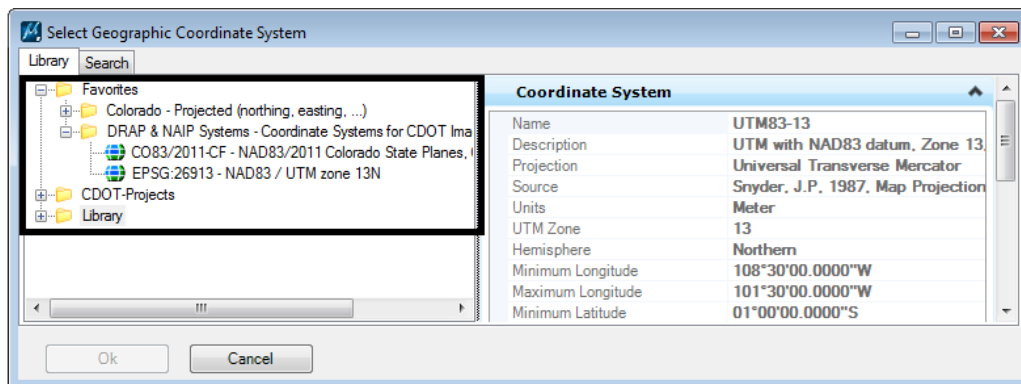 Select Geographic Coordinate System
Library Search
Favorites
Colorado - Projected (northing, easting, ...)
DRAP & NAIP Systems - Coordinate Systems for CDOT Ima
CO83/2011-CF - NAD83/2011 Colorado State Planes,
EPSG:26913 - NAD83 / UTM zone 13N
CDOT-Projects
Library
Coordinate System
Name UTM83-13
Description UTM with NAD83 datum, Zone 13,
Projection Universal Transverse Mercator
Source Snyder, J.P, 1987, Map Projection
Units Meter
UTM Zone 13
Hemisphere Northern
Minimum Longitude 108°30'00.0000"W
Maximum Longitude 101°30'00.0000"W
Minimum Latitude 01°00'00.0000"S
Ok Cancel